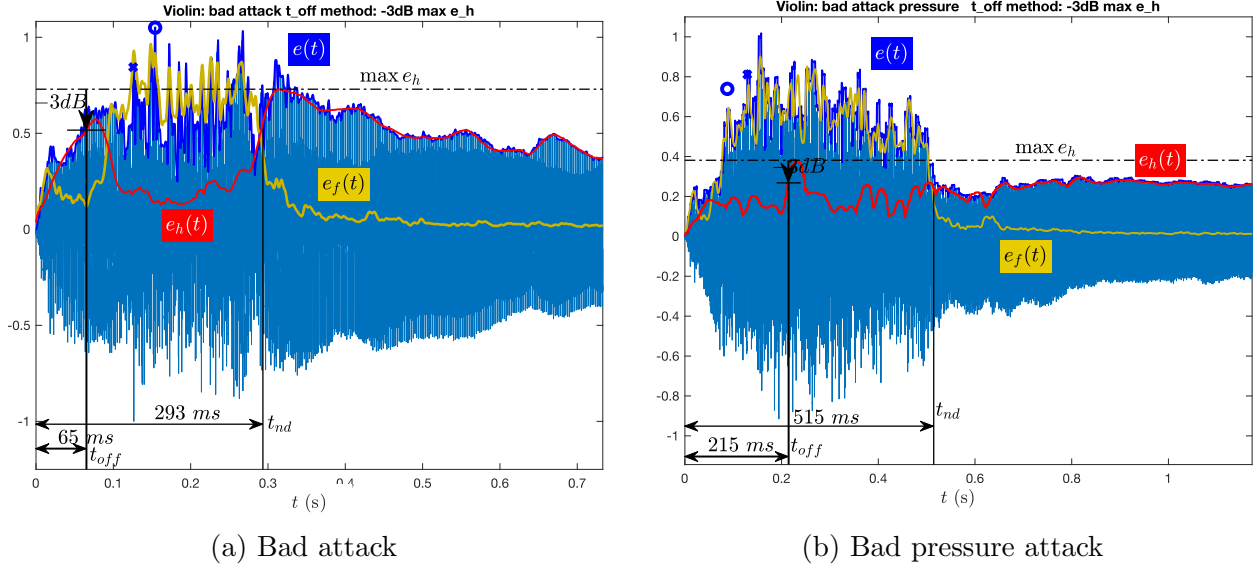 Violin: bad attack t_off method: -3dB max e_h
1
0.5
0
-0.5
-1
e(t)
max e_h
3dB
e_f(t)
e_h(t)
293 ms
t_nd
65 ms
t_off
0 0.1 0.2 0.3 0.4 0.5 0.6 0.7
t (s)
(a) Bad attack
Violin: bad attack pressure t_off method: -3dB max e_h
1
0.8
0.6
0.4
0.2
0
-0.2
-0.4
-0.6
-0.8
-1
e(t)
max e_h
3dB
e_h(t)
e_f(t)
515 ms
t_nd
215 ms
t_off
0 0.2 0.4 0.6 0.8 1
t (s)
(b) Bad pressure attack